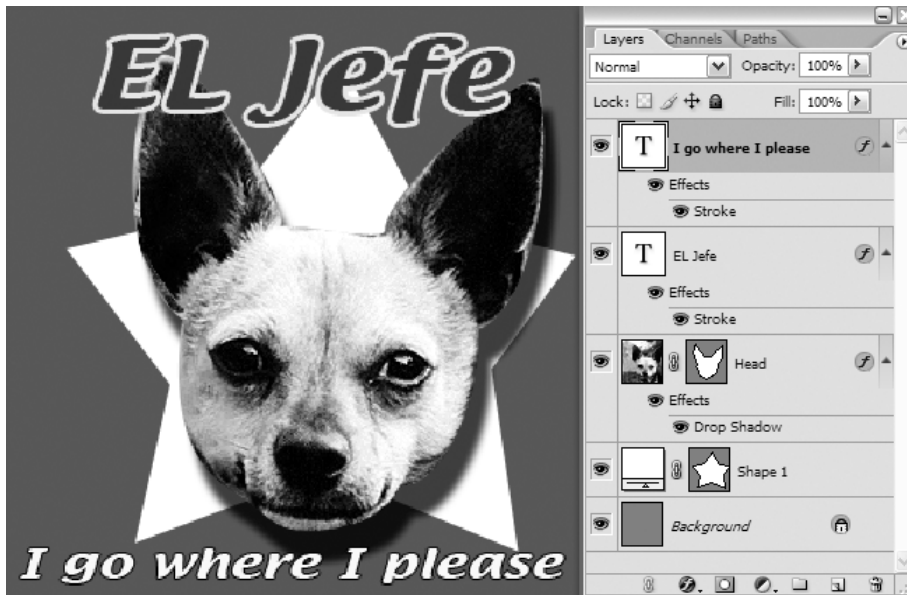 EL Jefe
I go where I please
Layers Channels Paths
Normal Opacity: 100%
Lock: Fill: 100%
T I go where I please f
Effects
Stroke
T EL Jefe f
Effects
Stroke
Head f
Effects
Drop Shadow
Shape 1
Background